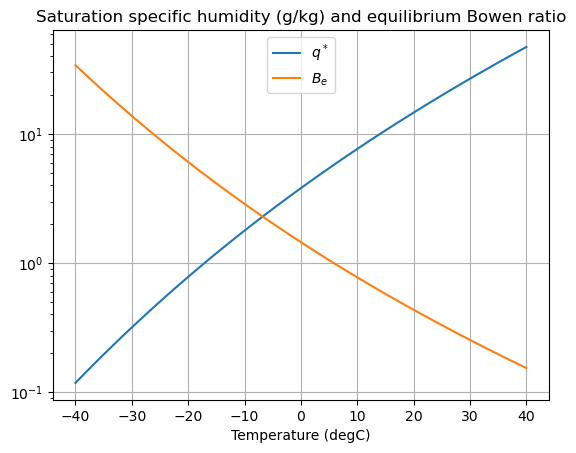 Saturation specific humidity (g/kg) and equilibrium Bowen ratio
q*
B_e
10¹
10⁰
10⁻¹
−40 −30 −20 −10 0 10 20 30 40
Temperature (degC)